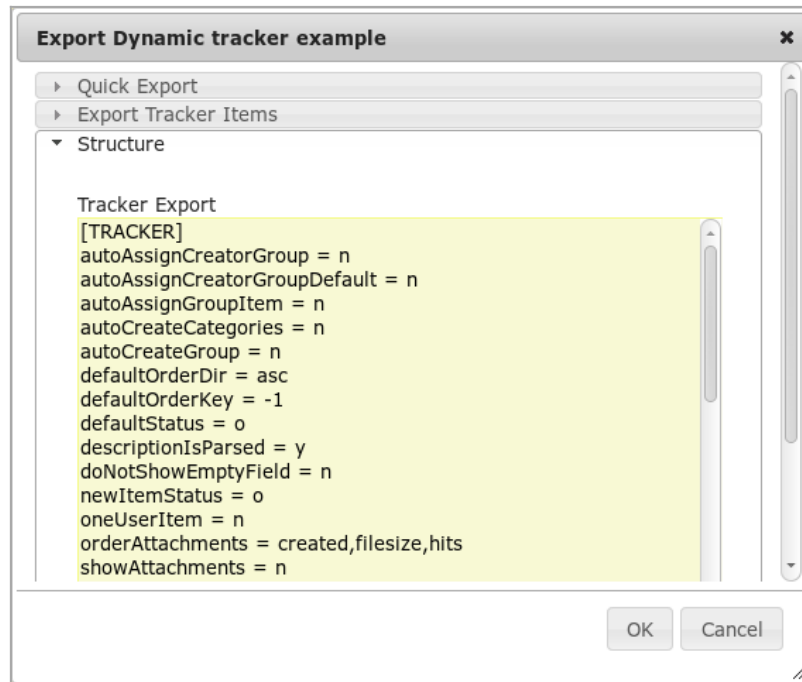 Export Dynamic tracker example
Quick Export
Export Tracker Items
Structure
Tracker Export
[TRACKER]
autoAssignCreatorGroup = n
autoAssignCreatorGroupDefault = n
autoAssignGroupItem = n
autoCreateCategories = n
autoCreateGroup = n
defaultOrderDir = asc
defaultOrderKey = -1
defaultStatus = o
descriptionIsParsed = y
doNotShowEmptyField = n
newItemStatus = o
oneUserItem = n
orderAttachments = created,filesize,hits
showAttachments = n
OK Cancel